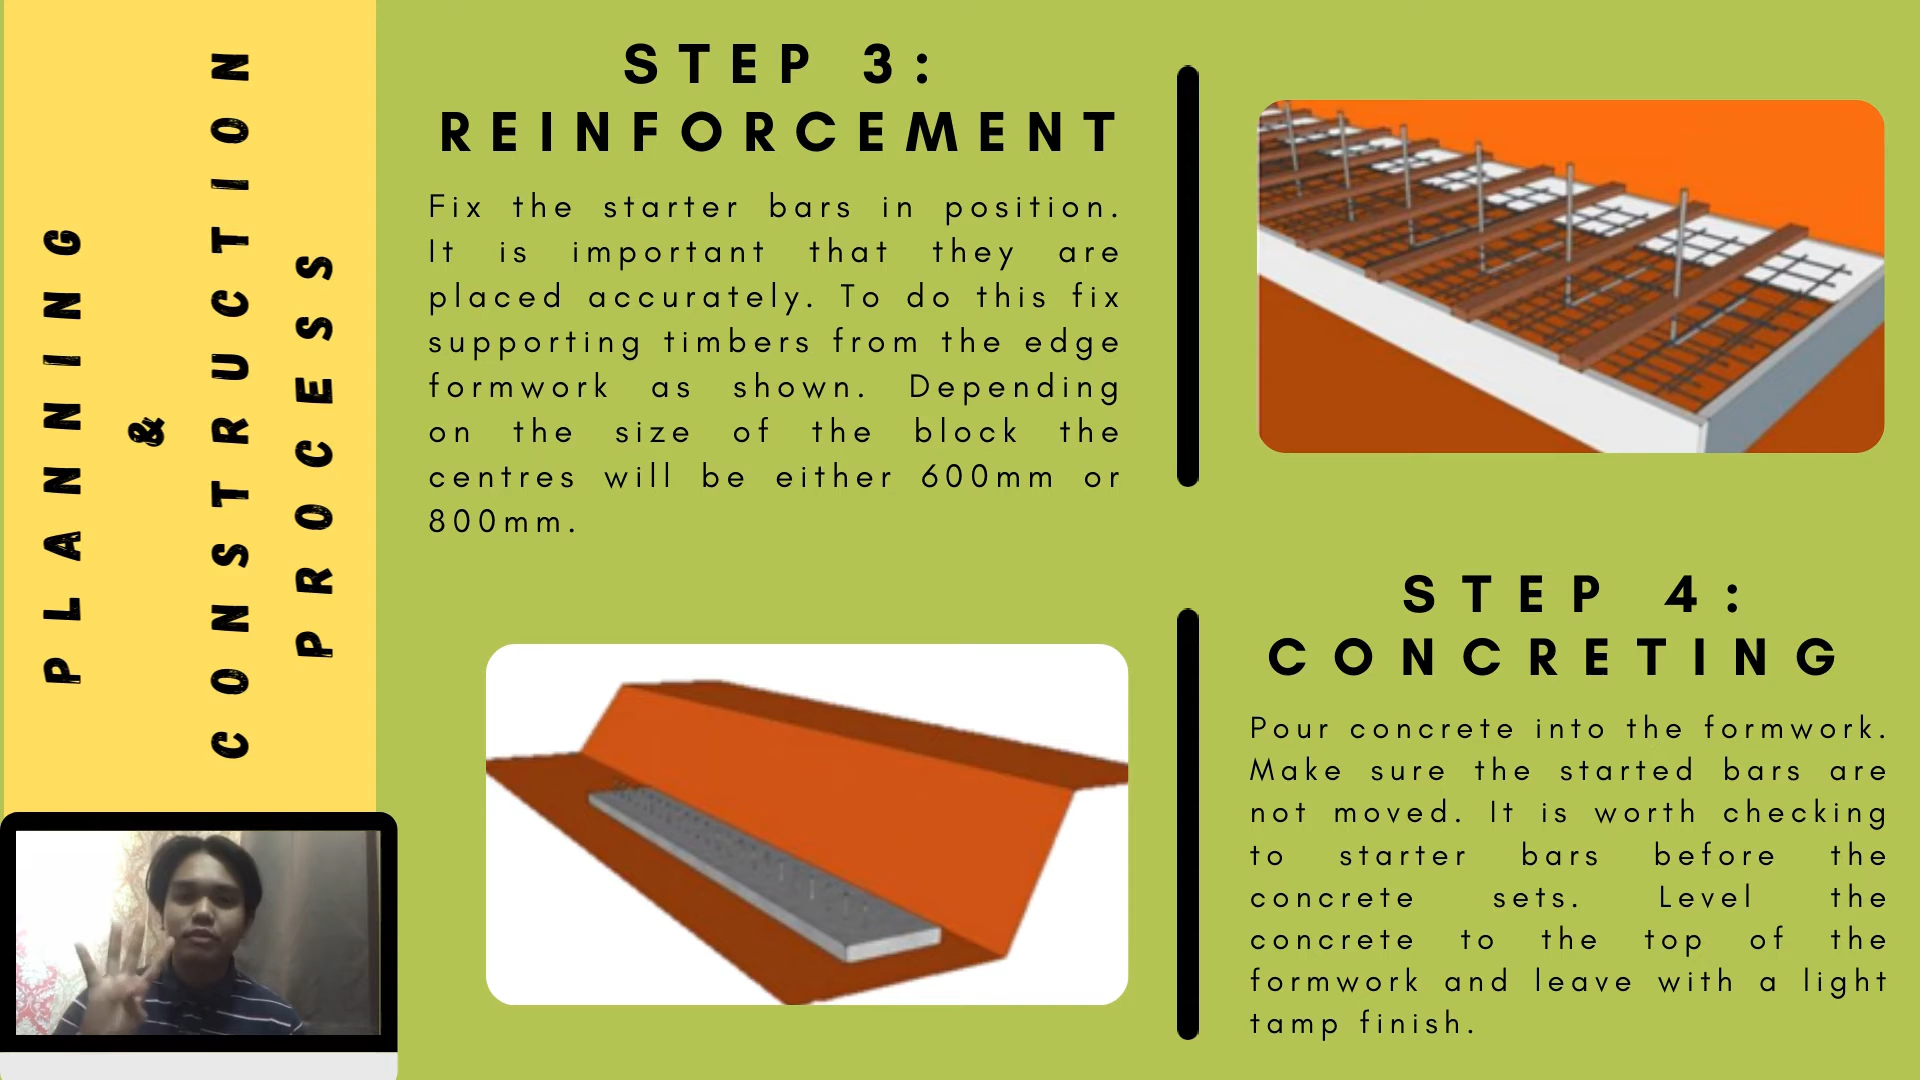 PLANNING
&
CONSTRUCTION
PROCESS
STEP 3:
REINFORCEMENT
Fix the starter bars in position.
It is important that they are
placed accurately. To do this fix
supporting timbers from the edge
formwork as shown. Depending
on the size of the block the
centres will be either 600mm or
800mm.
STEP 4:
CONCRETING
Pour concrete into the formwork.
Make sure the started bars are
not moved. It is worth checking
to starter bars before the
concrete sets. Level the
concrete to the top of the
formwork and leave with a light
tamp finish.